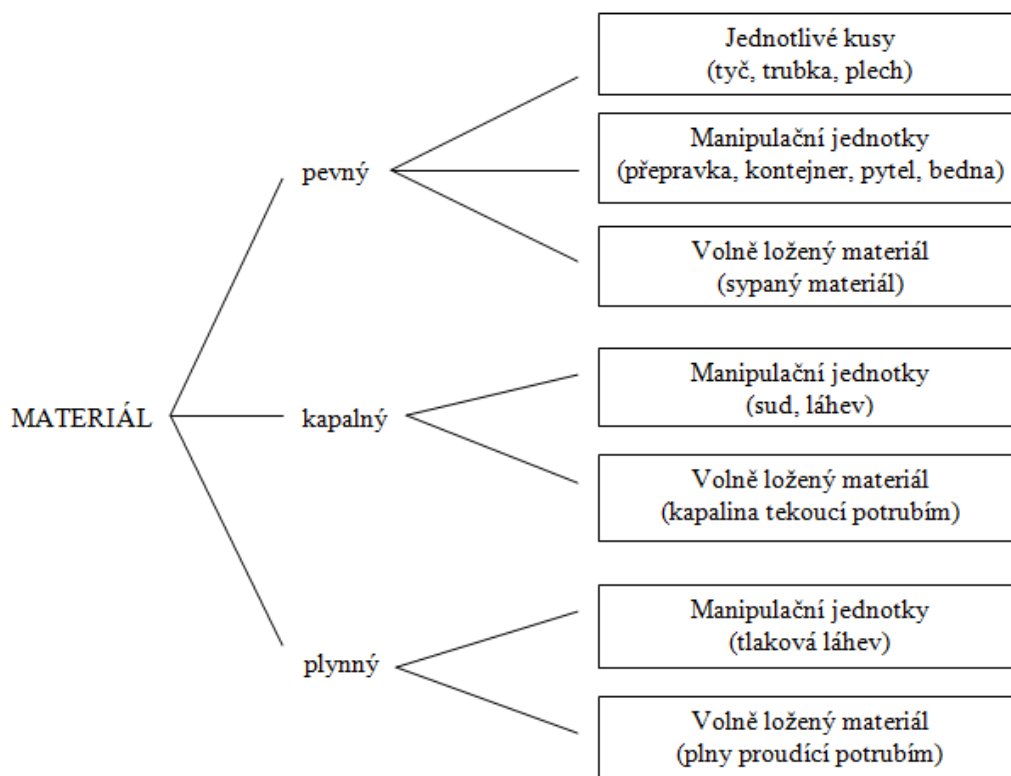 MATERIÁL
pevný
Jednotlivé kusy
(tyč, trubka, plech)
Manipulační jednotky
(přepravka, kontejner, pytel, bedna)
Volně ložený materiál
(sypaný materiál)
kapalný
Manipulační jednotky
(sud, láhev)
Volně ložený materiál
(kapalina tekoucí potrubím)
plynný
Manipulační jednotky
(tlaková láhev)
Volně ložený materiál
(plny proudící potrubím)